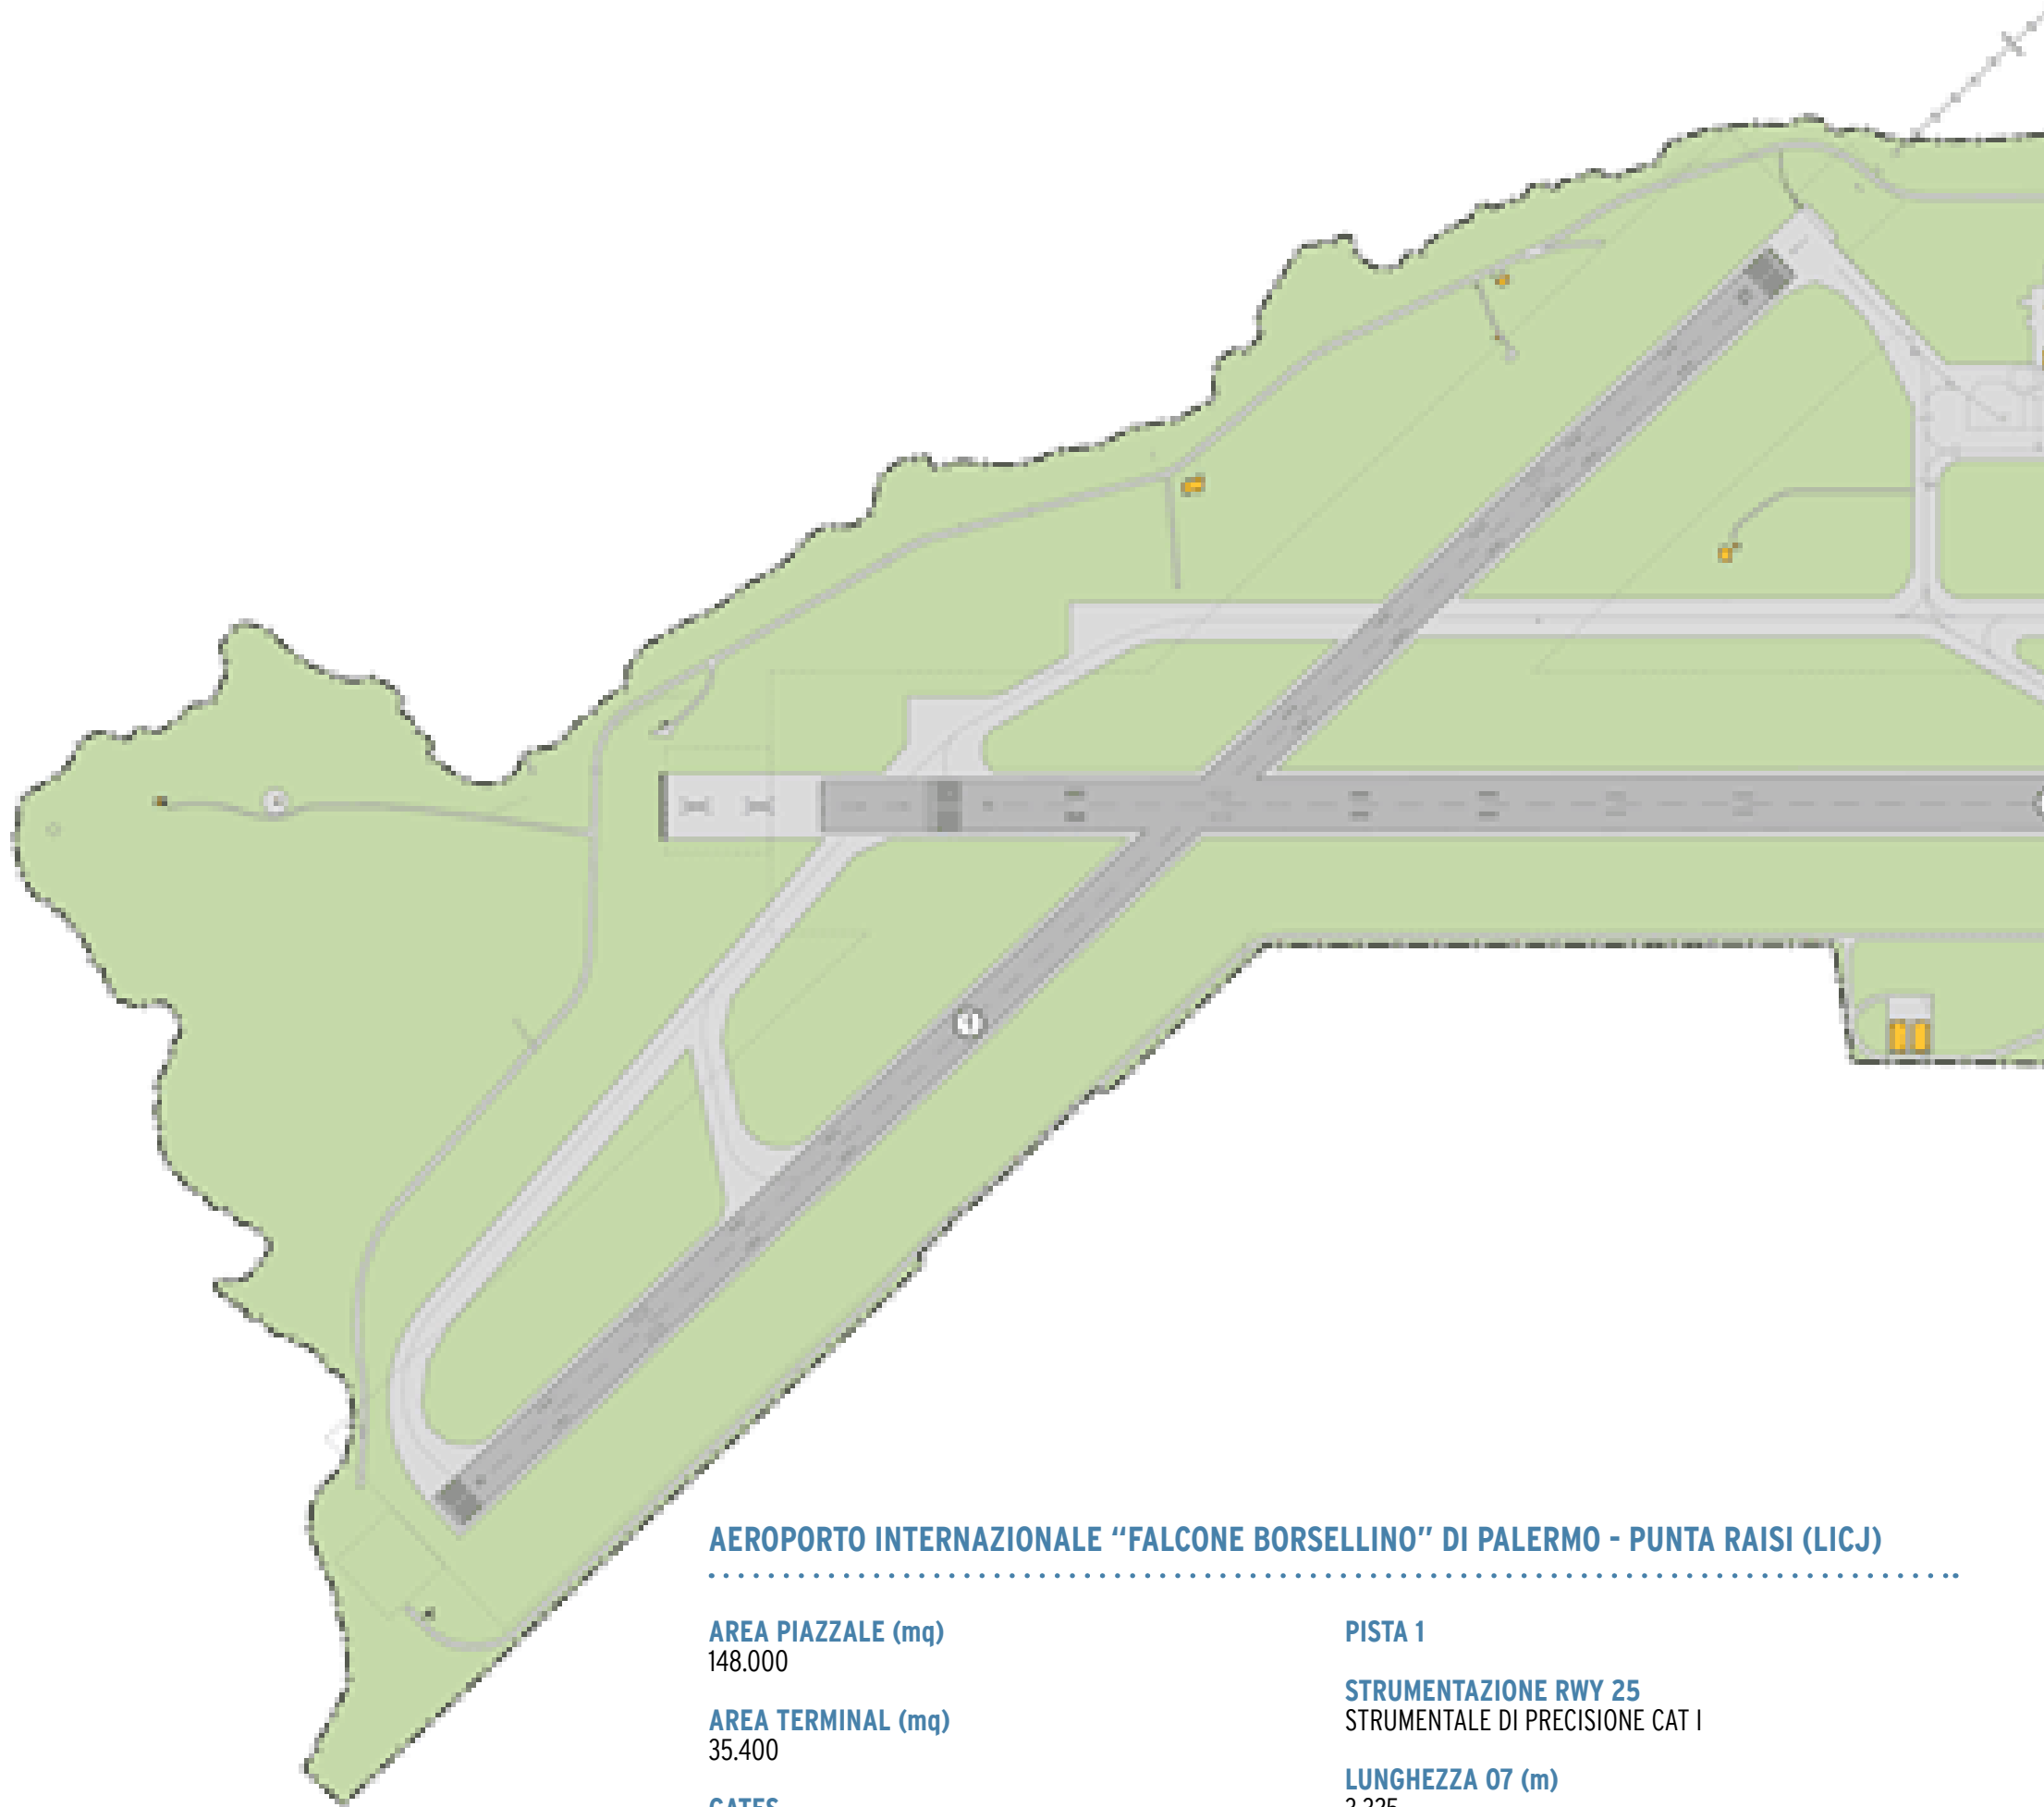 AEROPORTO INTERNAZIONALE “FALCONE BORSELLINO” DI PALERMO - PUNTA RAISI (LICJ)
AREA PIAZZALE (mq)
148.000
AREA TERMINAL (mq)
35.400
GATES
PISTA 1
STRUMENTAZIONE RWY 25
STRUMENTALE DI PRECISIONE CAT I
LUNGHEZZA 07 (m)